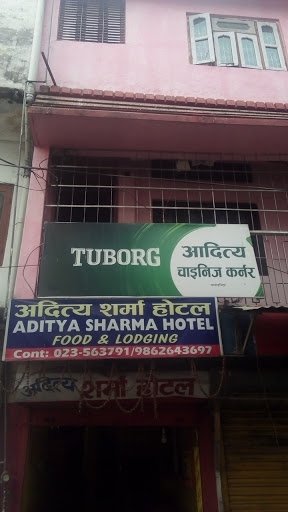 TUBORG
आदित्य
चाइनिज कर्नर
अदित्य शर्मा होटल
ADITYA SHARMA HOTEL
FOOD & LODGING
Cont: 023-563791/9862643697
अदित्य शर्मा होटल